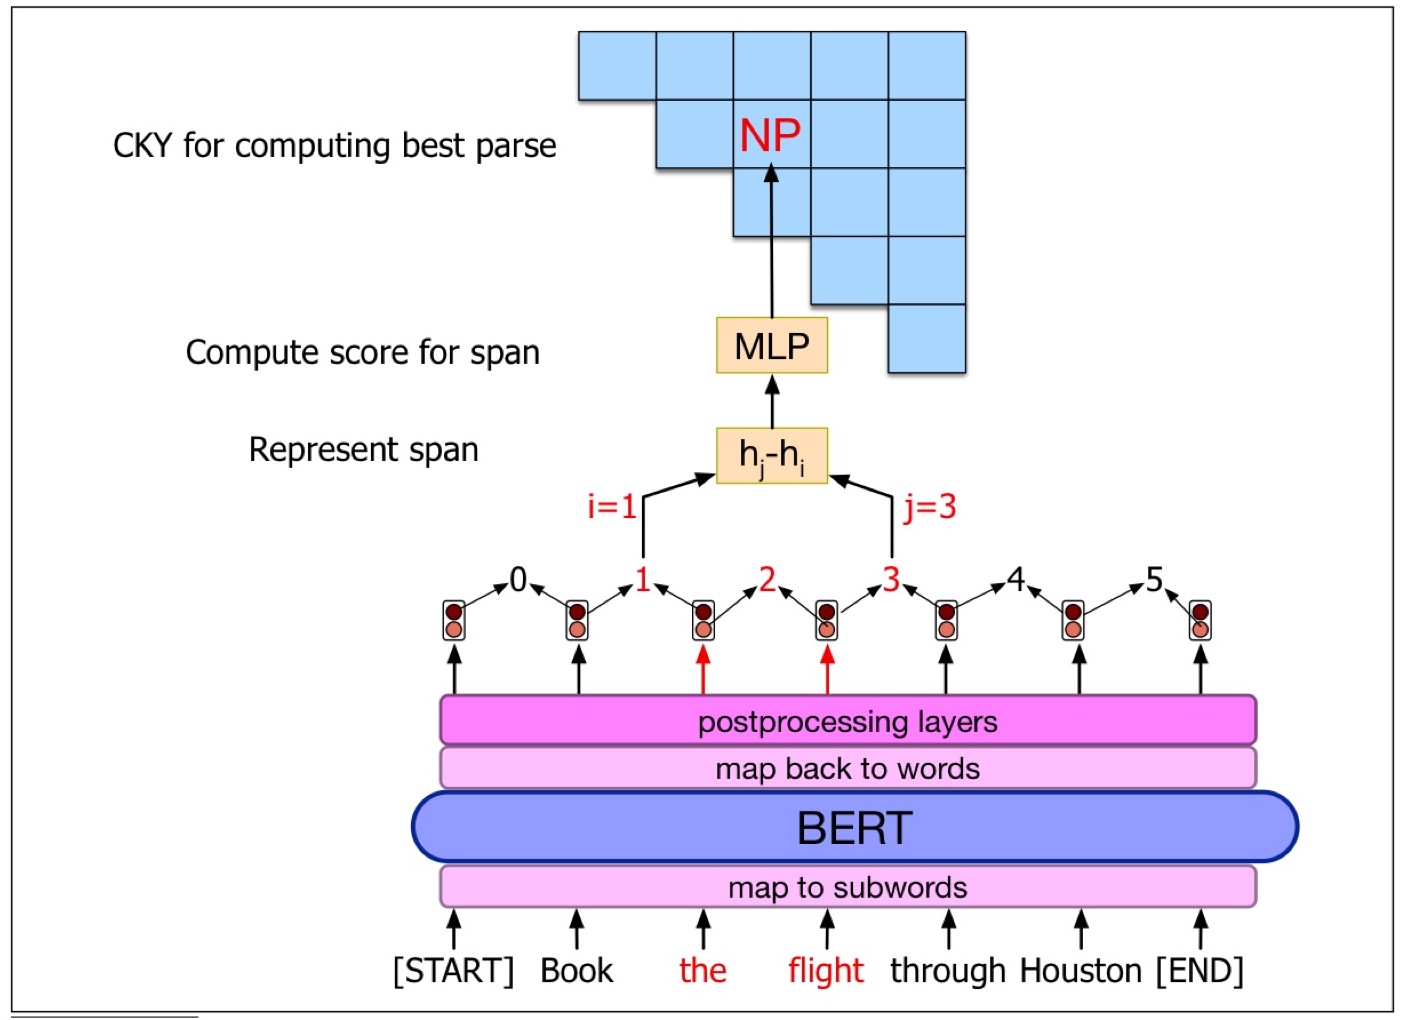 NP
CKY for computing best parse
MLP
Compute score for span
hj-hi
Represent span
i=1 j=3
0 1 2 3 4 5
postprocessing layers
map back to words
BERT
map to subwords
[START] Book the flight through Houston [END]